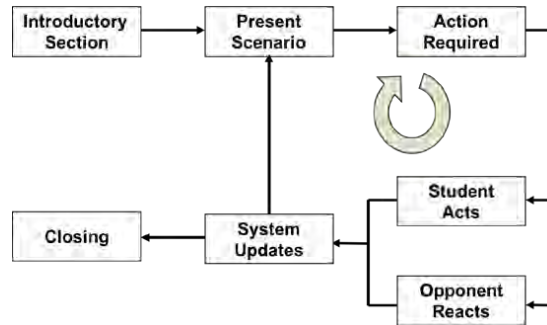 Introductory
Section
Present
Scenario
Action
Required
Student
Acts
Closing
System
Updates
Opponent
Reacts